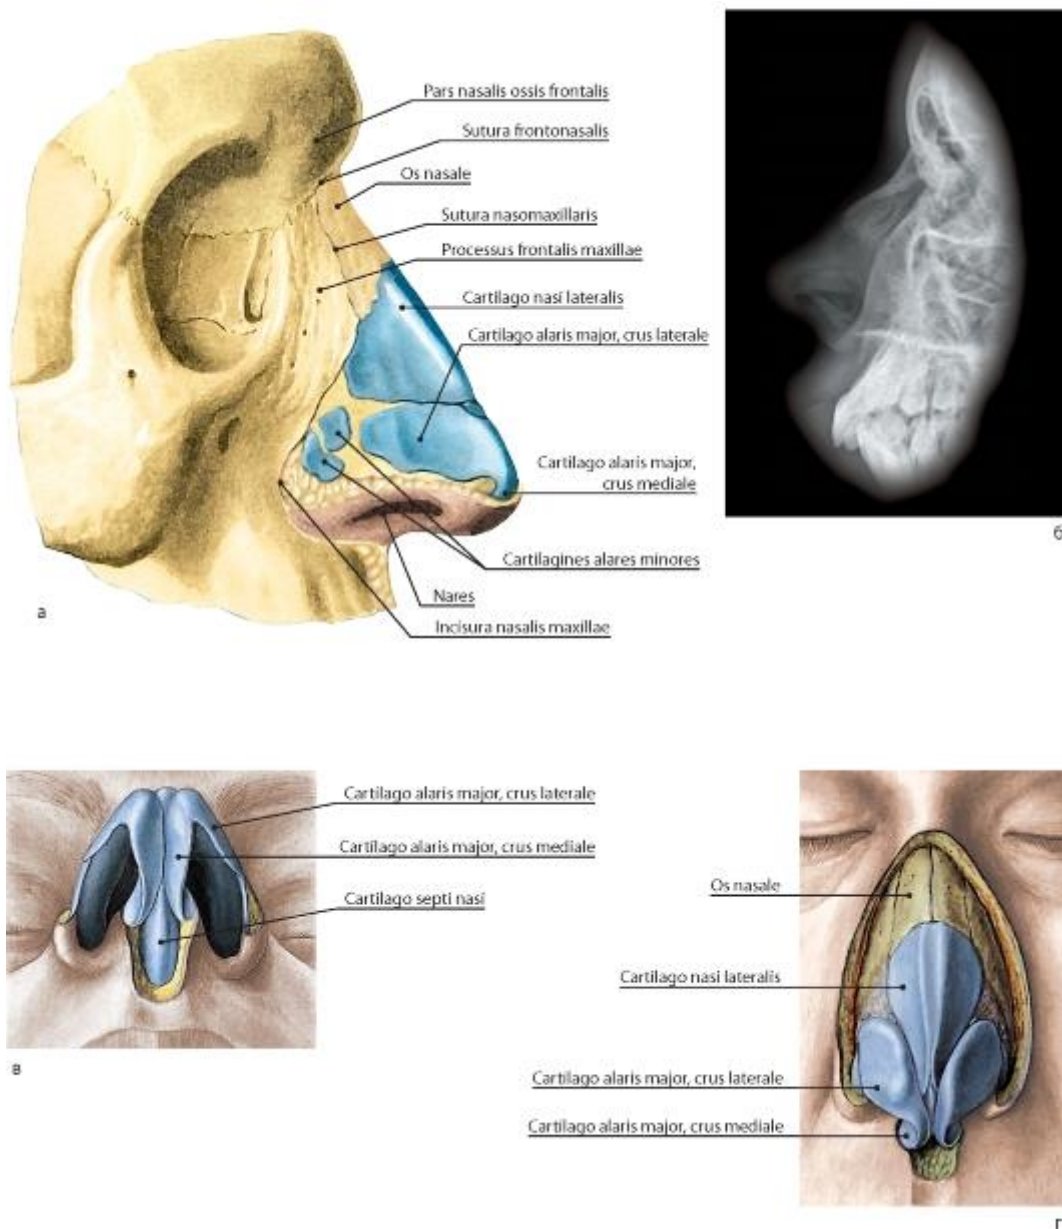 Pars nasalis ossis frontalis
Sutura frontonasalis
Os nasale
Sutura nasomaxillaris
Processus frontalis maxillae
Cartilago nasi lateralis
Cartilago alaris major, crus laterale
Cartilago alaris major,
crus mediale
Cartilagines alares minores
Nares
Incisura nasalis maxillae
а
б
Cartilago alaris major, crus laterale
Cartilago alaris major, crus mediale
Cartilago septi nasi
в
Os nasale
Cartilago nasi lateralis
Cartilago alaris major, crus laterale
Cartilago alaris major, crus mediale
г